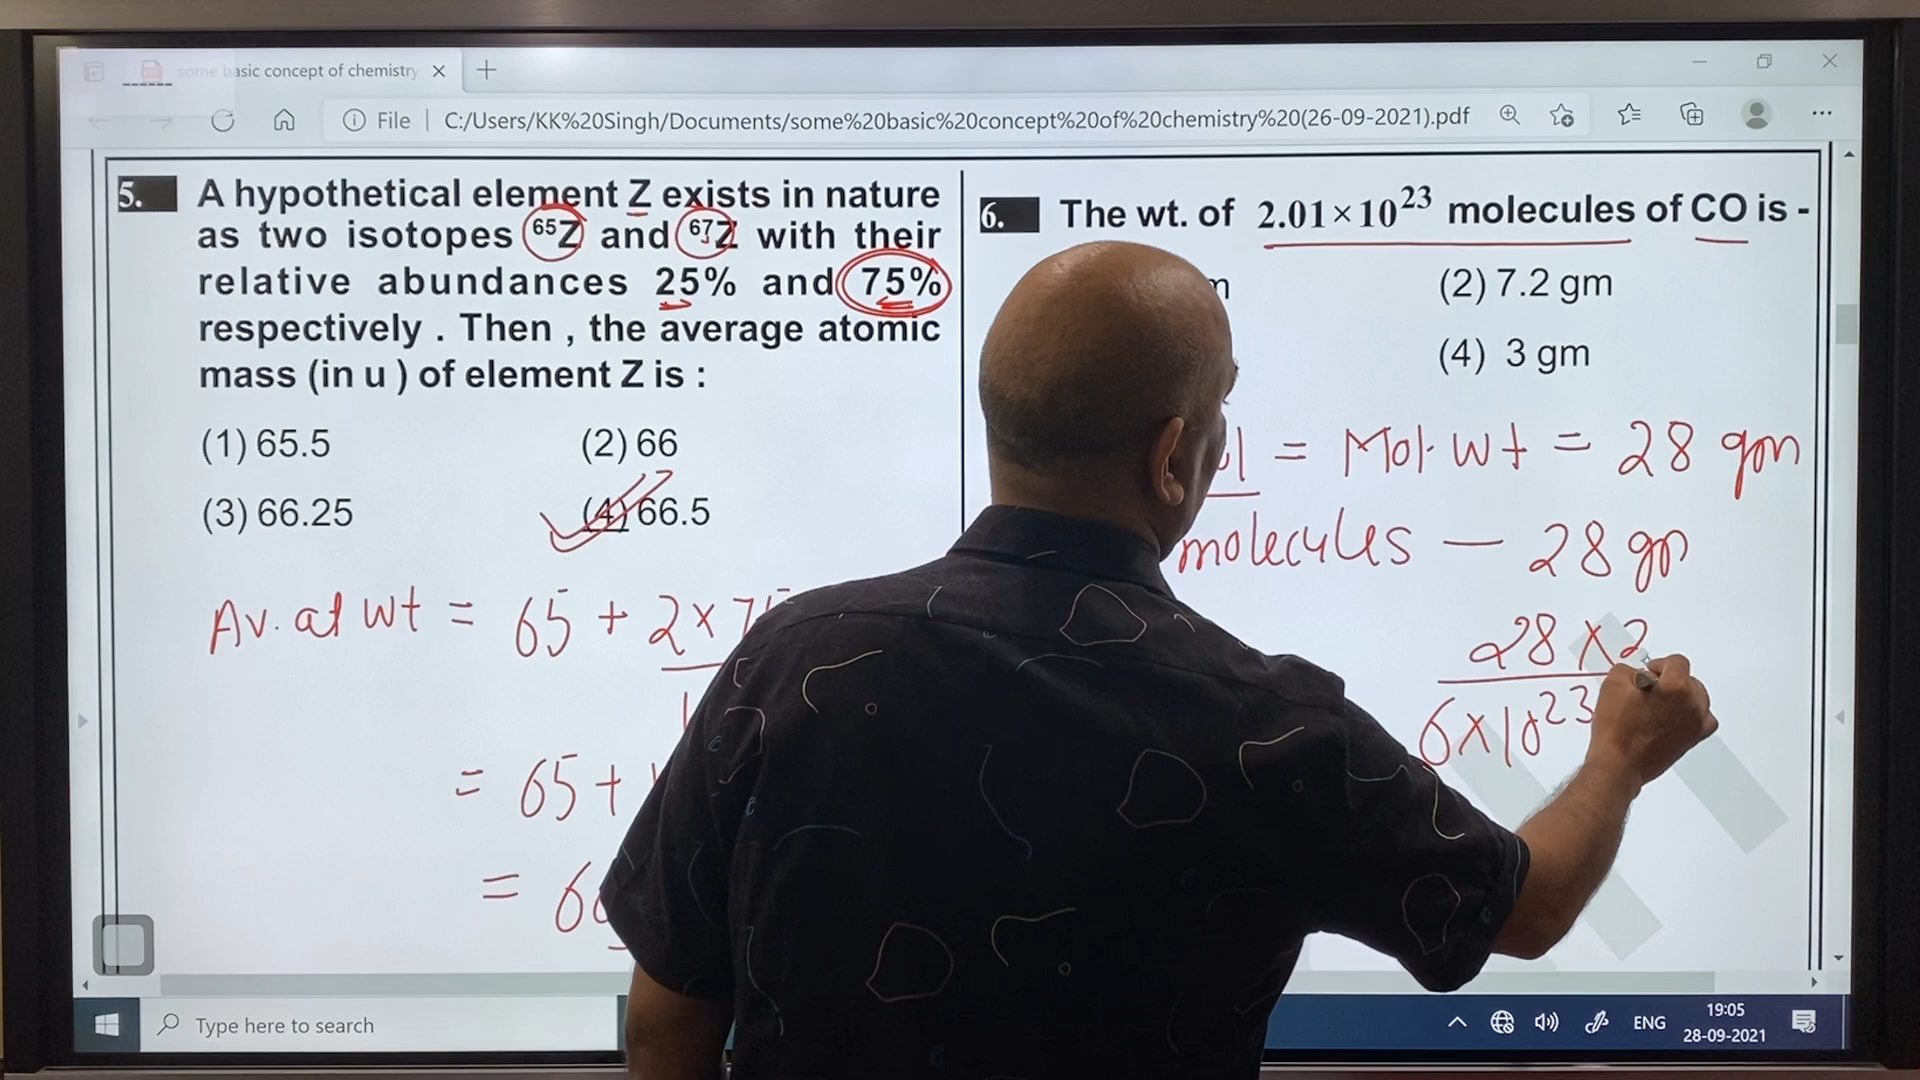 some basic concept of chemistry
File C:/Users/KK%20Singh/Documents/some%20basic%20concept%20of%20chemistry%20(26-09-2021).pdf
5. A hypothetical element Z exists in nature
as two isotopes ⁶⁵Z and ⁶⁷Z with their
relative abundances 25% and 75%
respectively . Then , the average atomic
mass (in u ) of element Z is :
(1) 65.5 (2) 66
(3) 66.25 (4) 66.5
Av. at wt = 65 + 2 ×
= 65 +
=
6. The wt. of 2.01×10²³ molecules of CO is -
(2) 7.2 gm
(4) 3 gm
= Mol. wt = 28 gm
molecules — 28 gm
28 × 2
6×10²³
Type here to search
ENG
19:05
28-09-2021